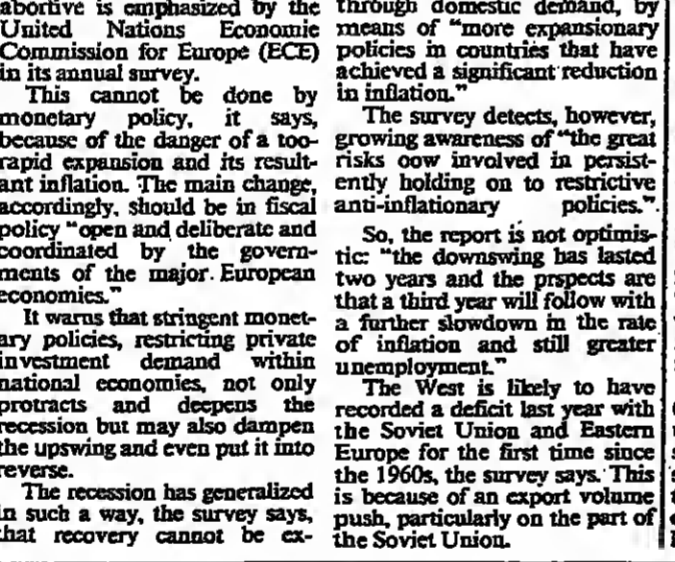 abortive is emphasized by the
United Nations Economic
Commission for Europe (ECE)
in its annual survey.
This cannot be done by
monetary policy, it says,
because of the danger of a too-
rapid expansion and its result-
ant inflation. The main change,
accordingly, should be in fiscal
policy "open and deliberate and
coordinated by the govern-
ments of the major European
economies."
It warns that stringent monet-
ary policies, restricting private
investment demand within
national economies, not only
protracts and deepens the
recession but may also dampen
the upswing and even put it into
reverse.
The recession has generalized
in such a way, the survey says,
that recovery cannot be ex-
through domestic demand, by
means of "more expansionary
policies in countries that have
achieved a significant reduction
in inflation."
The survey detects, however,
growing awareness of "the great
risks oow involved in persist-
ently holding on to restrictive
anti-inflationary policies.".
So, the report is not optimis-
tic: "the downswing has lasted
two years and the prspects are
that a third year will follow with
a further slowdown in the rate
of inflation and still greater
unemployment."
The West is likely to have
recorded a deficit last year with
the Soviet Union and Eastern
Europe for the first time since
the 1960s, the survey says. This
is because of an export volume
push, particularly on the part of
the Soviet Union.